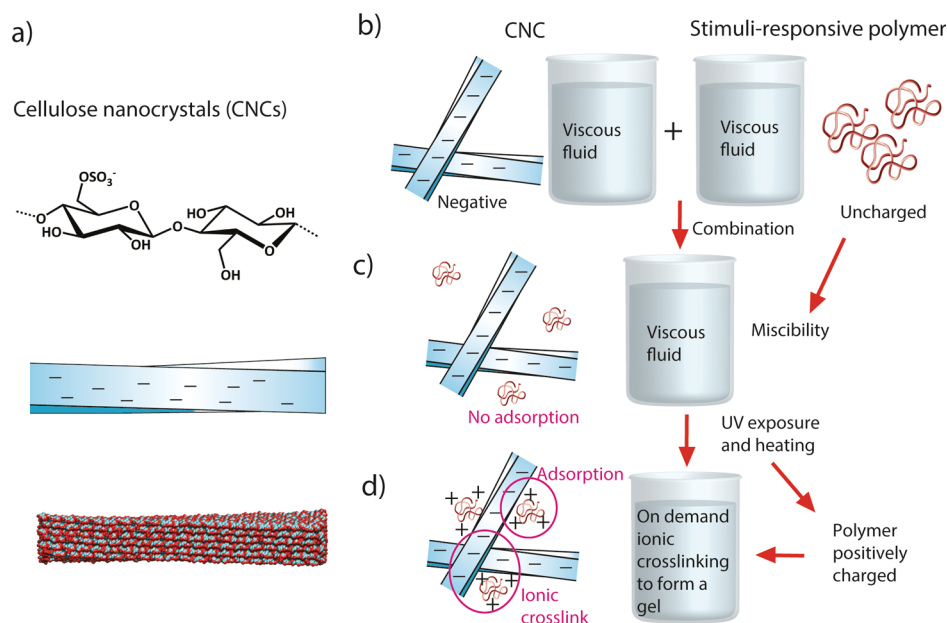 a)
Cellulose nanocrystals (CNCs)
OSO3-
O
HO
O
OH
O
HO
OH
O
O
OH
b)
CNC
Stimuli-responsive polymer
Negative
Viscous
fluid
+
Viscous
fluid
Uncharged
Combination
c)
No adsorption
Viscous
fluid
Miscibility
UV exposure
and heating
d)
Adsorption
Ionic
crosslink
On demand
ionic
crosslinking
to form a
gel
Polymer
positively
charged